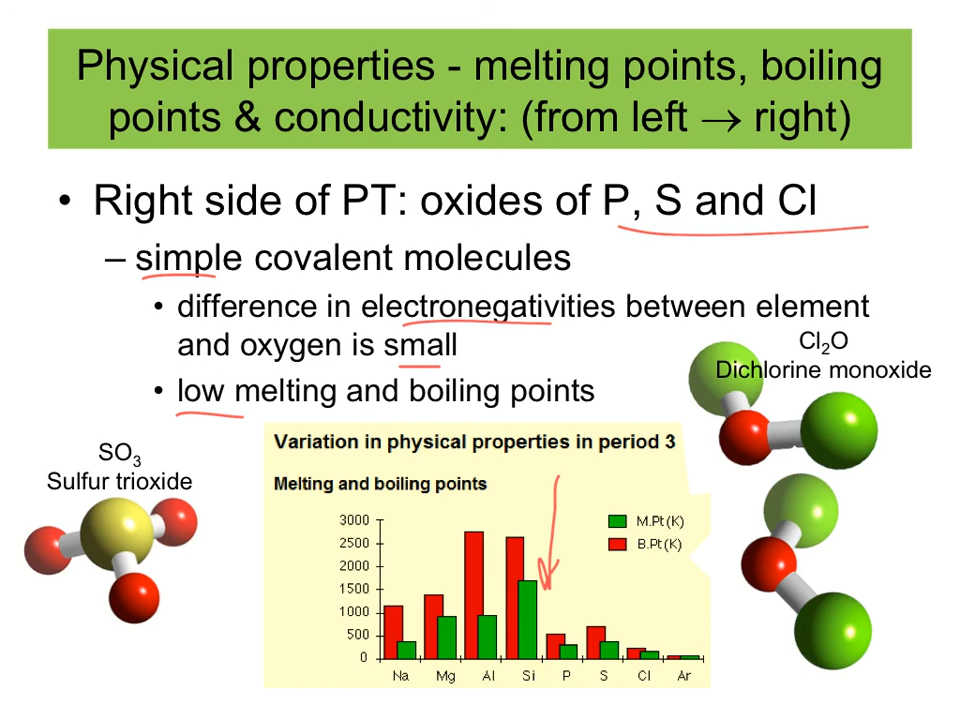 Physical properties - melting points, boiling
points & conductivity: (from left → right)
• Right side of PT: oxides of P, S and Cl
– simple covalent molecules
• difference in electronegativities between element
and oxygen is small
• low melting and boiling points
Cl₂O
Dichlorine monoxide
SO₃
Sulfur trioxide
Variation in physical properties in period 3
Melting and boiling points
3000
2500
2000
1500
1000
500
0
M.Pt(K)
B.Pt(K)
Na Mg Al Si P S Cl Ar